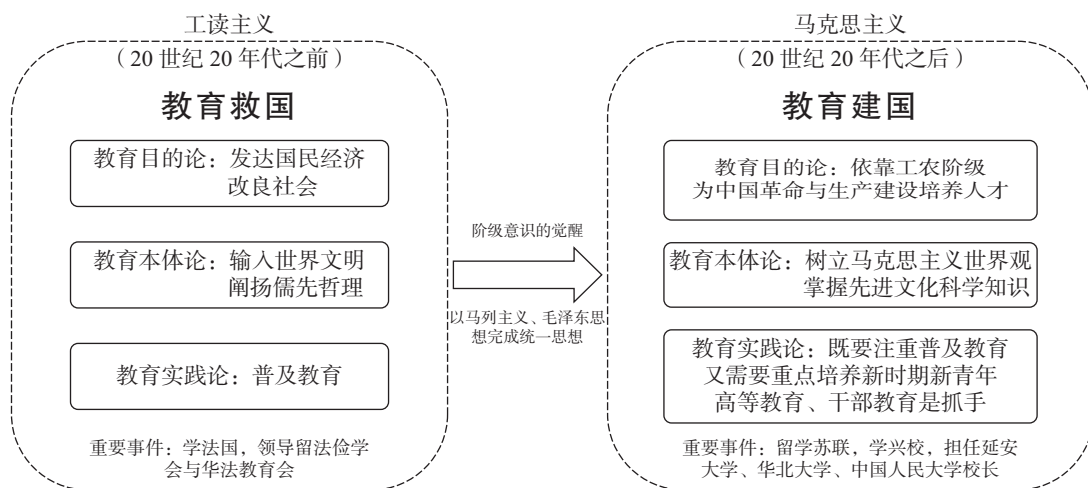 工读主义
（20 世纪 20 年代之前）
教育救国
教育目的论：发达国民经济
改良社会
教育本体论：输入世界文明
阐扬儒先哲理
教育实践论：普及教育
重要事件：学法国，领导留法俭学
会与华法教育会
阶级意识的觉醒
以马列主义、毛泽东思
想完成统一思想
马克思主义
（20 世纪 20 年代之后）
教育建国
教育目的论：依靠工农阶级
为中国革命与生产建设培养人才
教育本体论：树立马克思主义世界观
掌握先进文化科学知识
教育实践论：既要注重普及教育
又需要重点培养新时期新青年
高等教育、干部教育是抓手
重要事件：留学苏联，学兴校，担任延安
大学、华北大学、中国人民大学校长